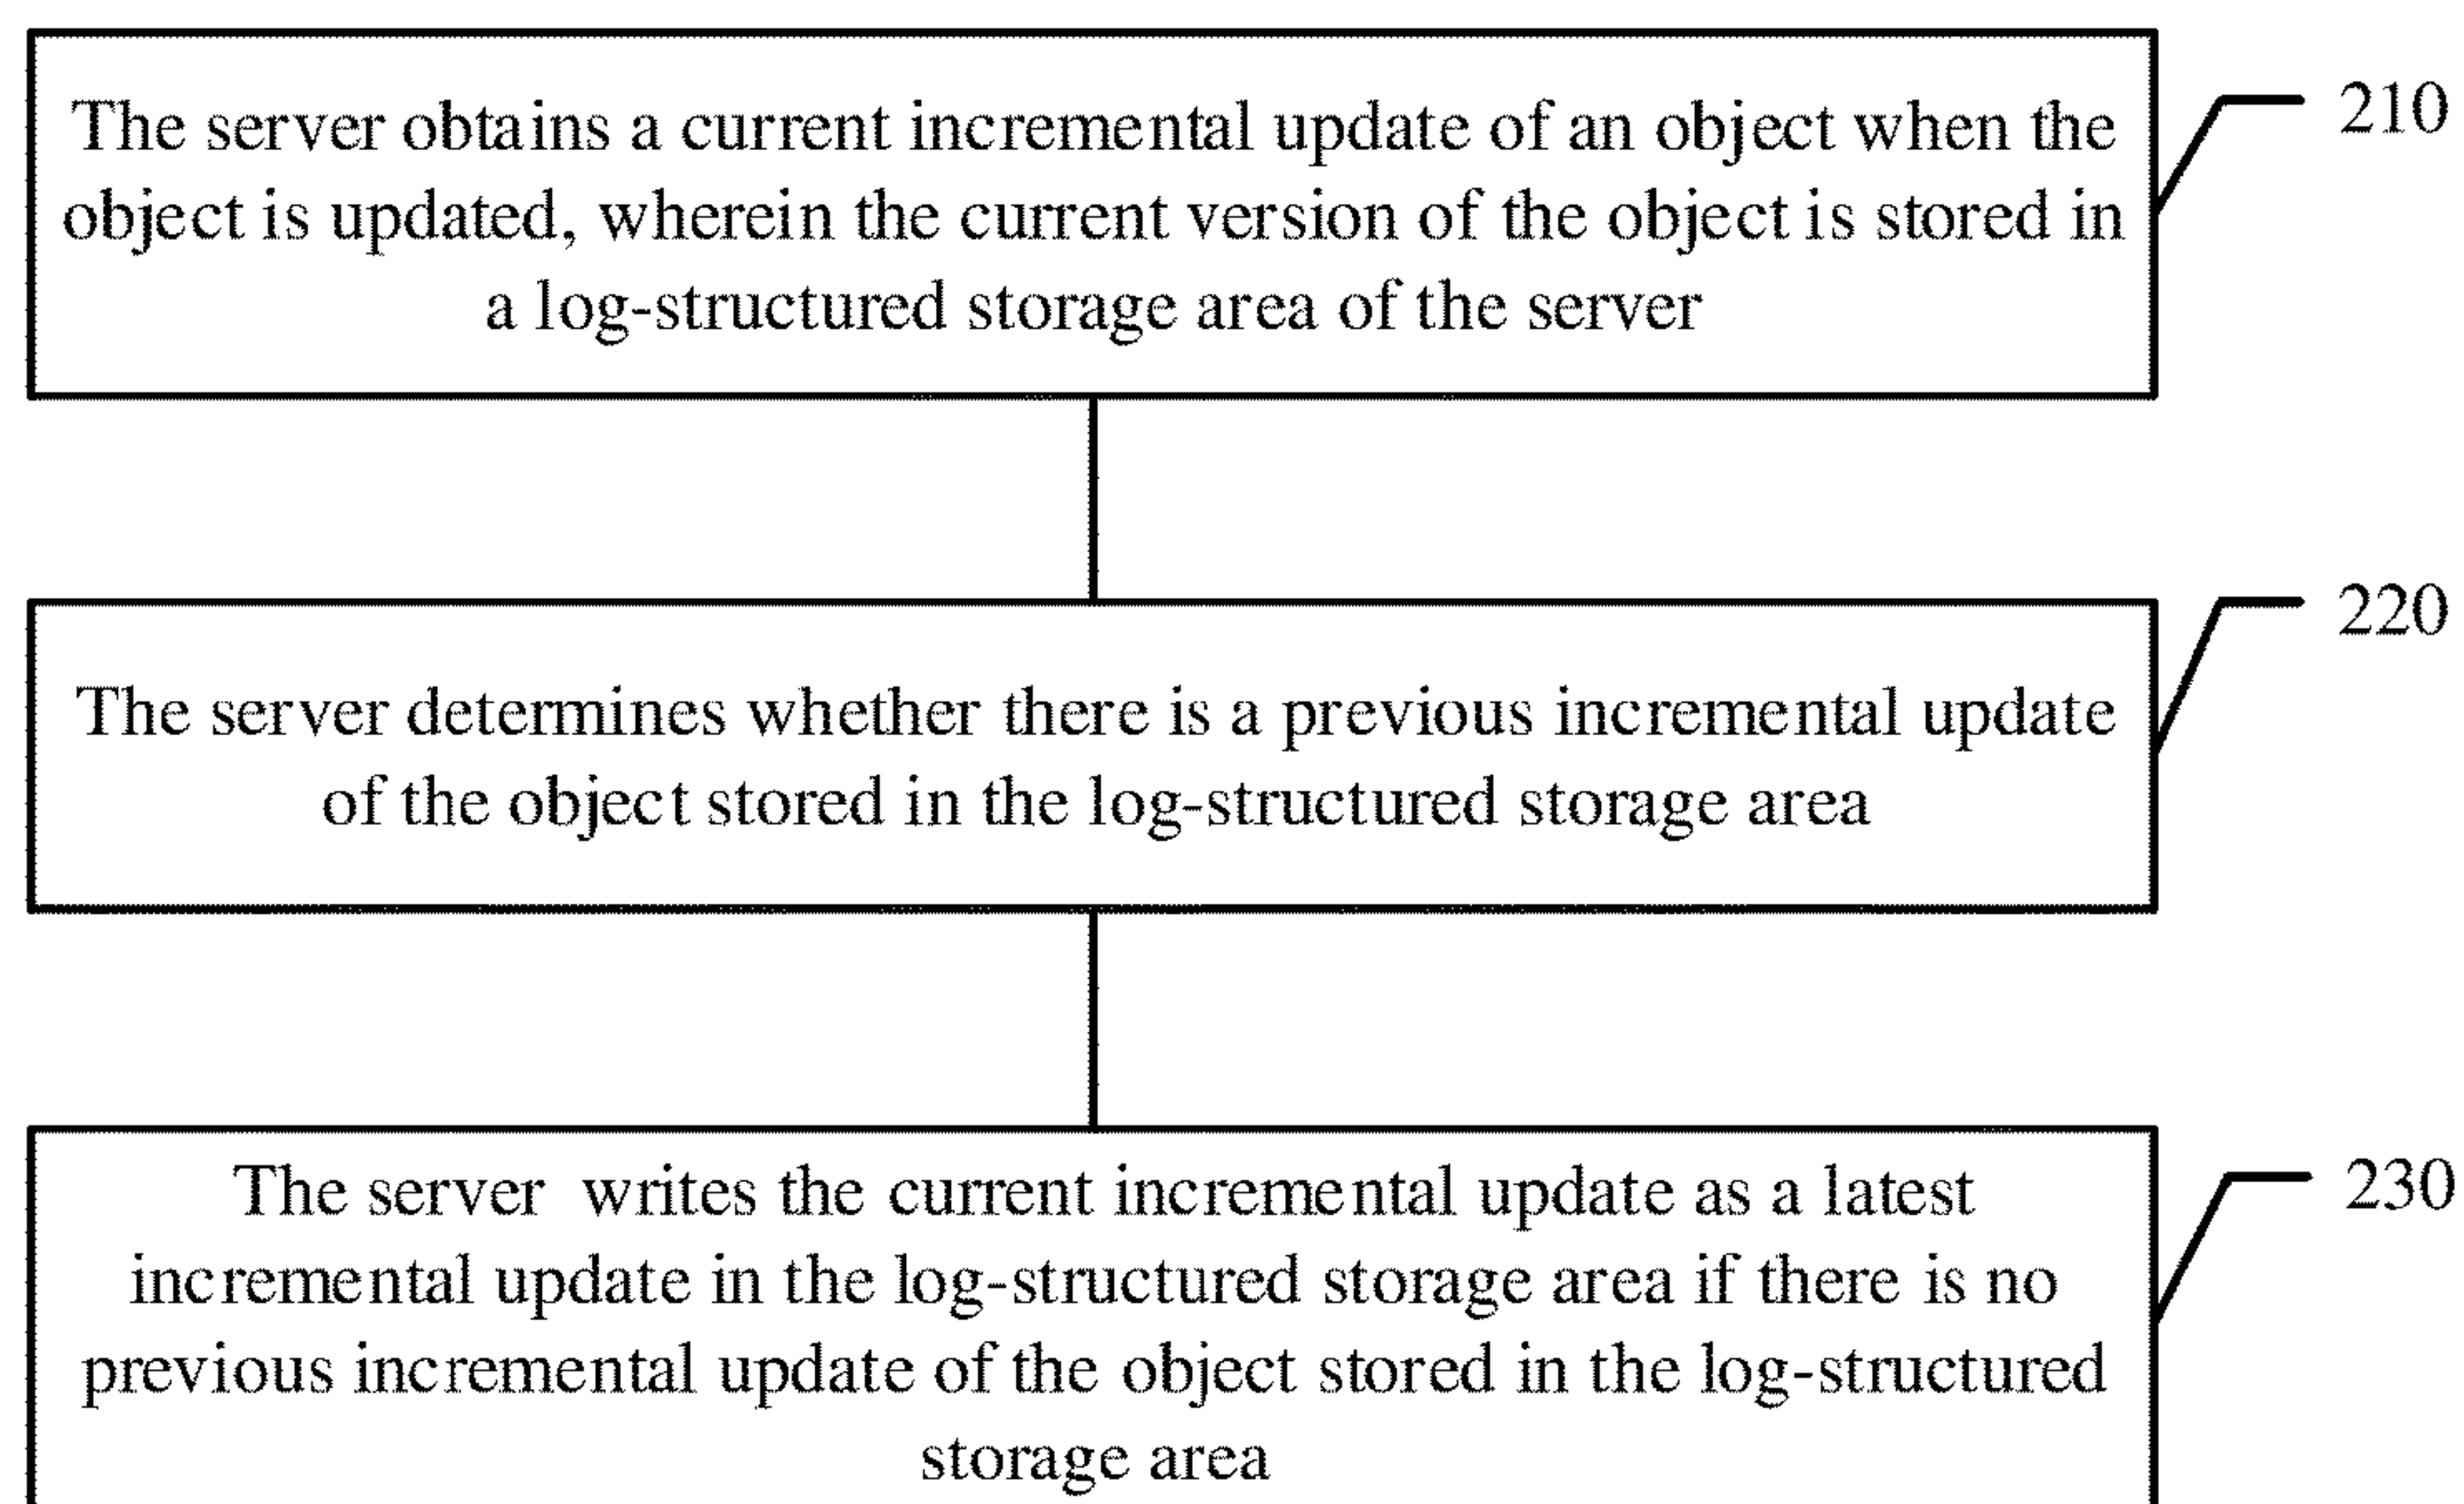 The server obtains a current incremental update of an object when the
object is updated, wherein the current version of the object is stored in
a log-structured storage area of the server
210
The server determines whether there is a previous incremental update
of the object stored in the log-structured storage area
220
The server writes the current incremental update as a latest
incremental update in the log-structured storage area if there is no
previous incremental update of the object stored in the log-structured
storage area
230